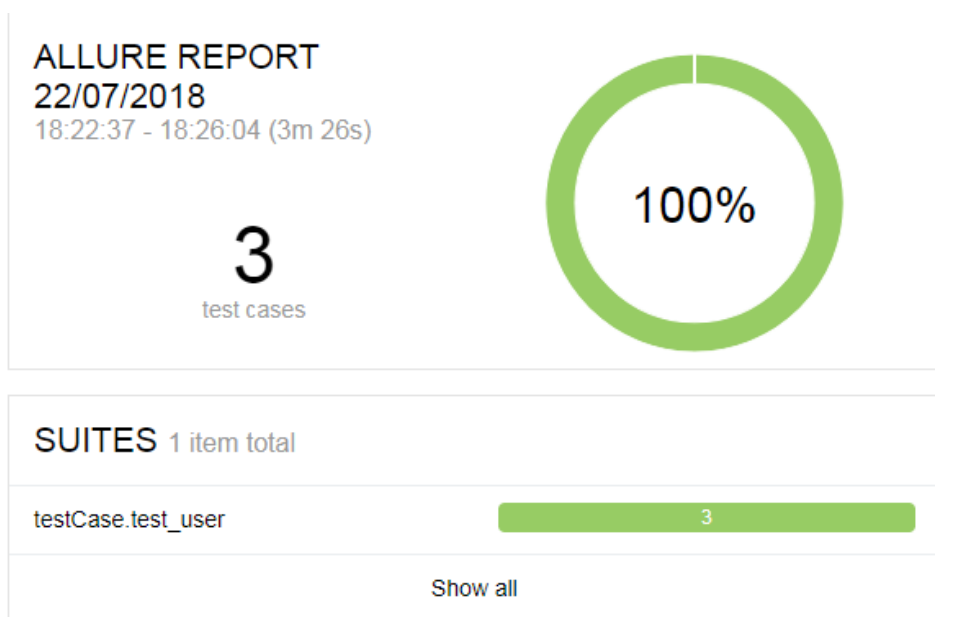 ALLURE REPORT
22/07/2018
18:22:37 - 18:26:04 (3m 26s)
3
test cases
100%
SUITES 1 item total
testCase.test_user 3
Show all